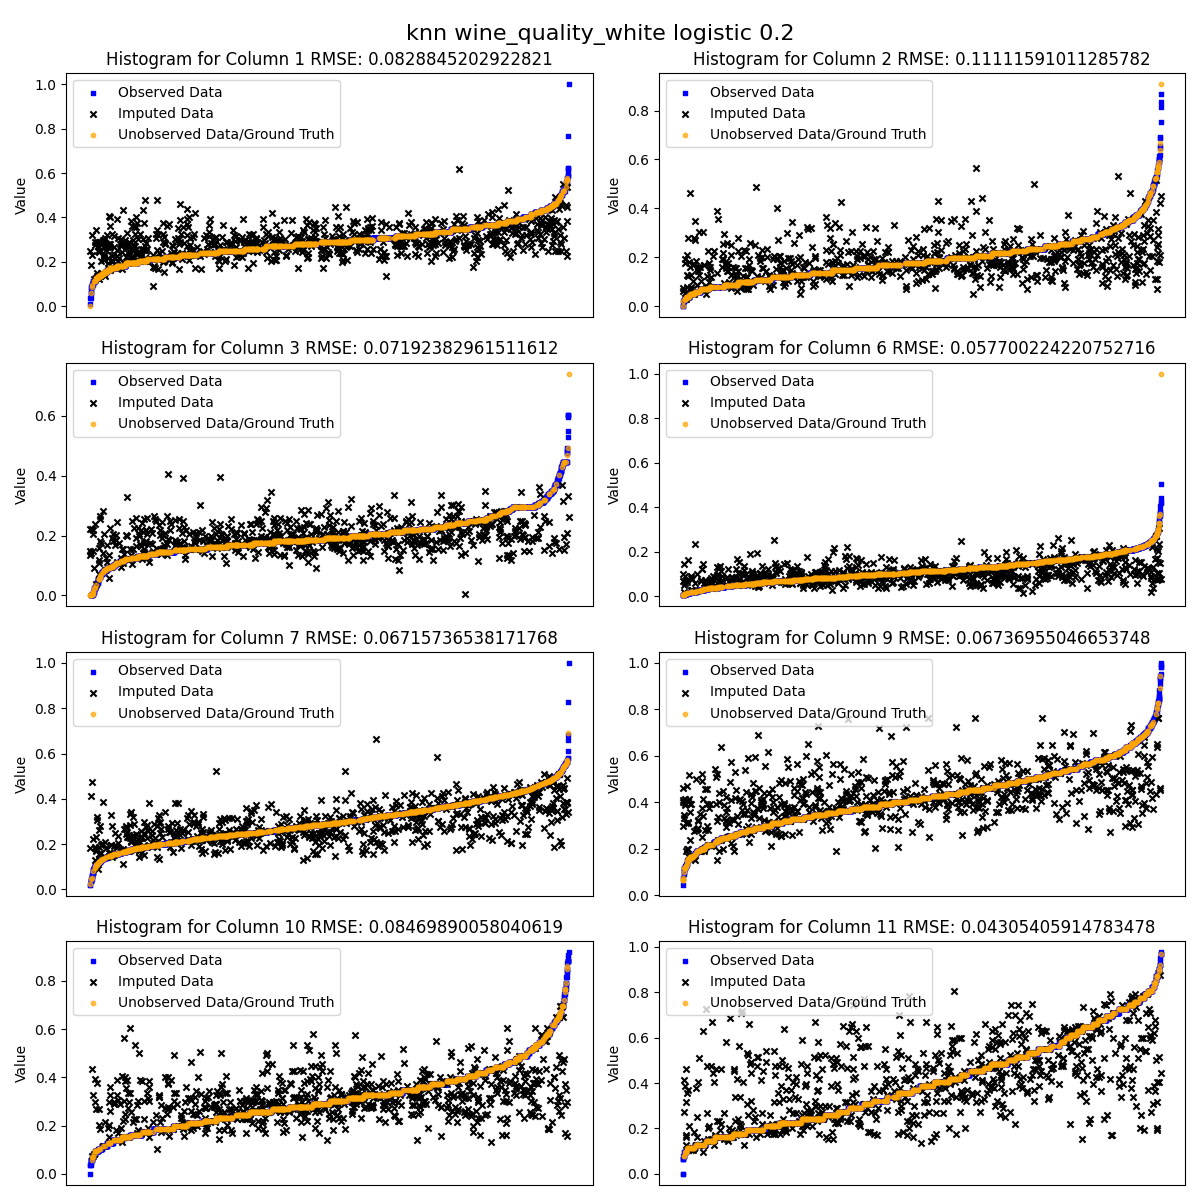 knn wine_quality_white logistic 0.2
Histogram for Column 1 RMSE: 0.0828845202922821
Histogram for Column 2 RMSE: 0.11111591011285782
1.0
0.8
0.6
0.4
0.2
0.0
Value
Observed Data
Imputed Data
Unobserved Data/Ground Truth
0.8
0.6
0.4
0.2
0.0
Value
Observed Data
Imputed Data
Unobserved Data/Ground Truth
Histogram for Column 3 RMSE: 0.07192382961511612
Histogram for Column 6 RMSE: 0.057700224220752716
0.6
0.4
0.2
0.0
Value
Observed Data
Imputed Data
Unobserved Data/Ground Truth
1.0
0.8
0.6
0.4
0.2
0.0
Value
Observed Data
Imputed Data
Unobserved Data/Ground Truth
Histogram for Column 7 RMSE: 0.06715736538171768
Histogram for Column 9 RMSE: 0.06736955046653748
1.0
0.8
0.6
0.4
0.2
0.0
Value
Observed Data
Imputed Data
Unobserved Data/Ground Truth
1.0
0.8
0.6
0.4
0.2
0.0
Value
Observed Data
Imputed Data
Unobserved Data/Ground Truth
Histogram for Column 10 RMSE: 0.08469890058040619
Histogram for Column 11 RMSE: 0.04305405914783478
0.8
0.6
0.4
0.2
0.0
Value
Observed Data
Imputed Data
Unobserved Data/Ground Truth
1.0
0.8
0.6
0.4
0.2
0.0
Value
Observed Data
Imputed Data
Unobserved Data/Ground Truth